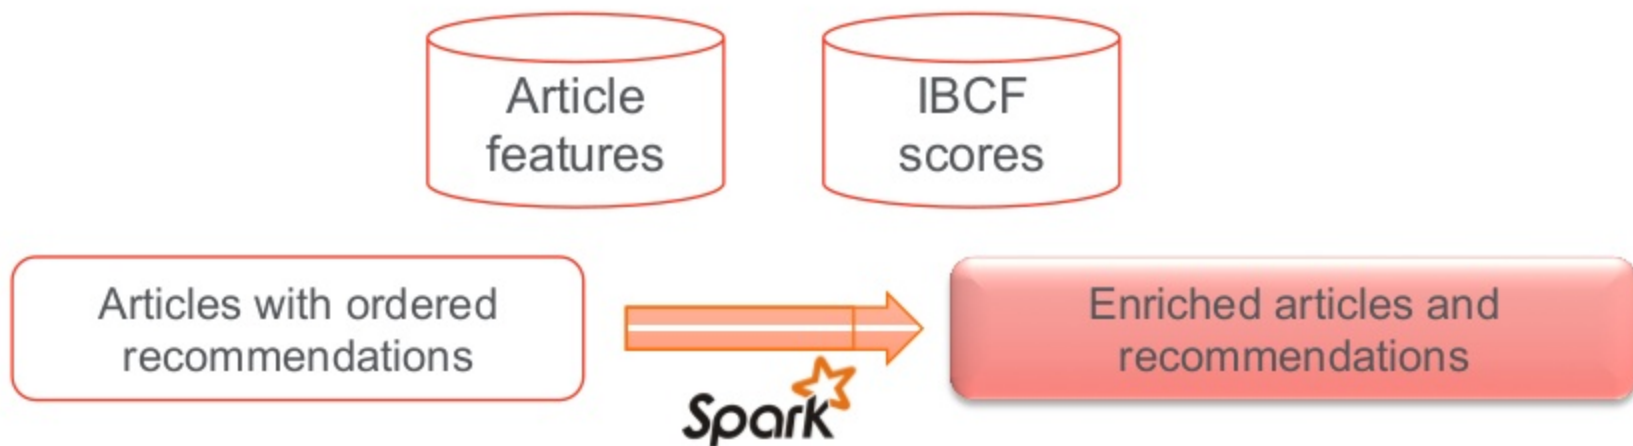 Article
features
IBCF
scores
Articles with ordered
recommendations
Spark
Enriched articles and
recommendations